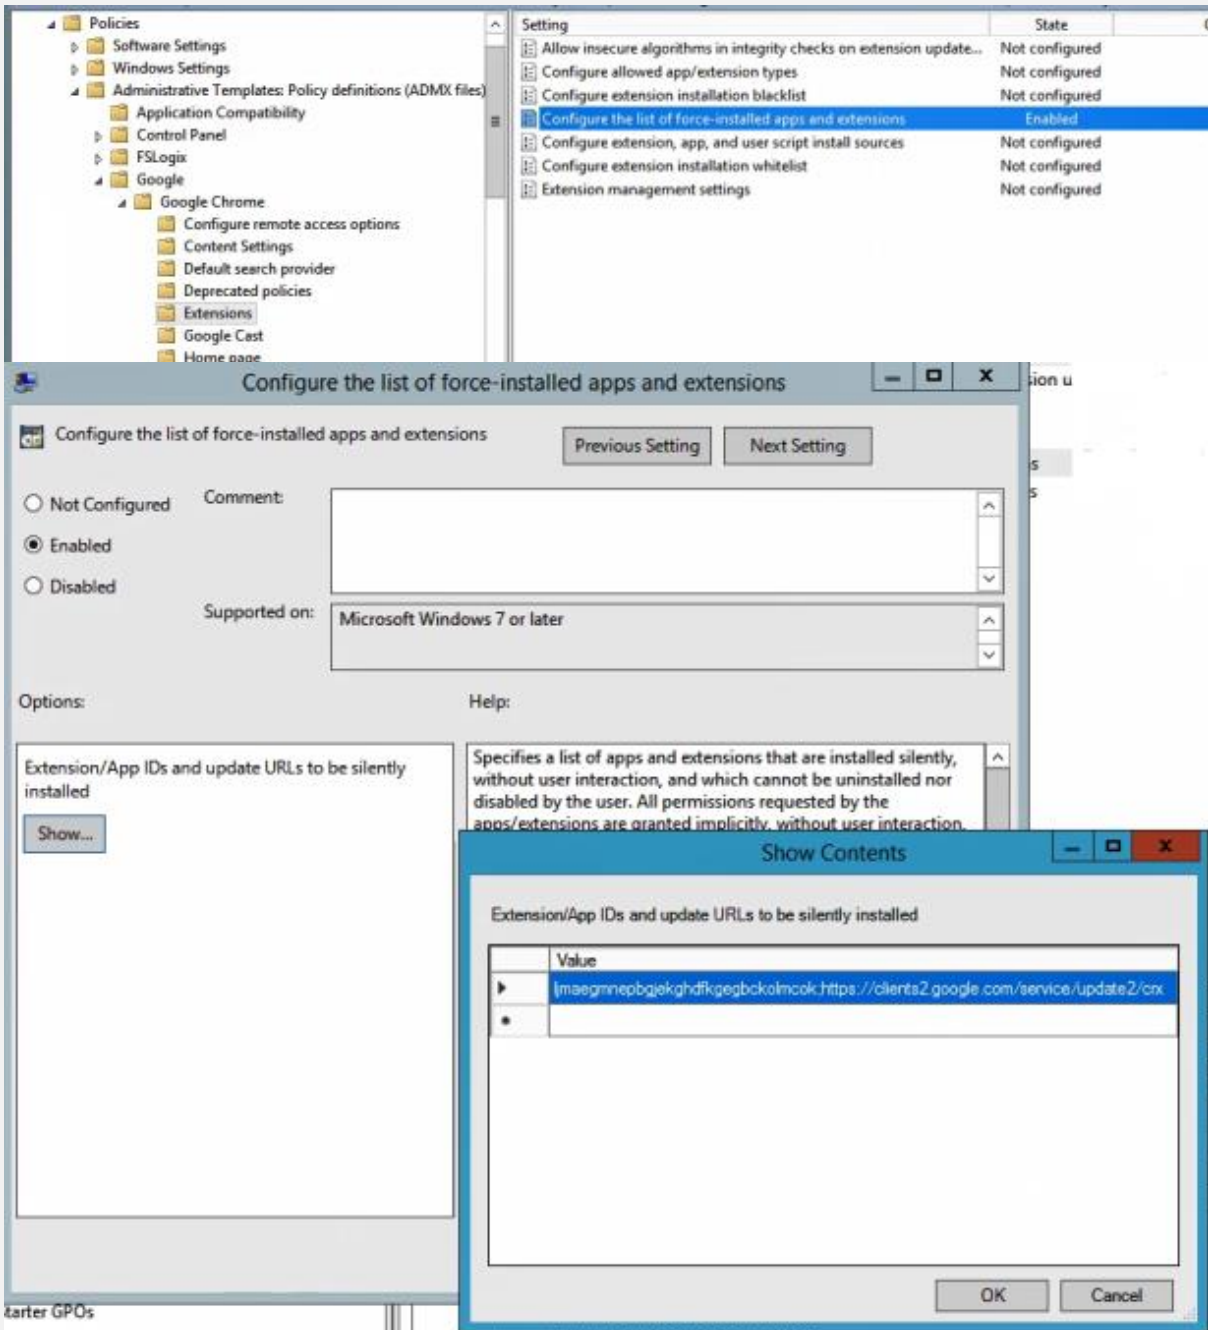 Policies
Software Settings
Windows Settings
Administrative Templates: Policy definitions (ADMX files)
Application Compatibility
Control Panel
FSLogix
Google
Google Chrome
Configure remote access options
Content Settings
Default search provider
Deprecated policies
Extensions
Google Cast
Home page
Setting State
Allow insecure algorithms in integrity checks on extension update... Not configured
Configure allowed app/extension types Not configured
Configure extension installation blacklist Not configured
Configure the list of force-installed apps and extensions Enabled
Configure extension, app, and user script install sources Not configured
Configure extension installation whitelist Not configured
Extension management settings Not configured
Configure the list of force-installed apps and extensions
sion u
s
s
Configure the list of force-installed apps and extensions
Previous Setting Next Setting
Not Configured
Enabled
Disabled
Comment:
Supported on: Microsoft Windows 7 or later
Options:
Help:
Extension/App IDs and update URLs to be silently
installed
Show...
Specifies a list of apps and extensions that are installed silently,
without user interaction, and which cannot be uninstalled nor
disabled by the user. All permissions requested by the
apps/extensions are granted implicitly, without user interaction,
Show Contents
Extension/App IDs and update URLs to be silently installed
Value
ljmaegmnepbgjekghdfkgegbckolmcok;https://clients2.google.com/service/update2/crx
OK Cancel
tarter GPOs